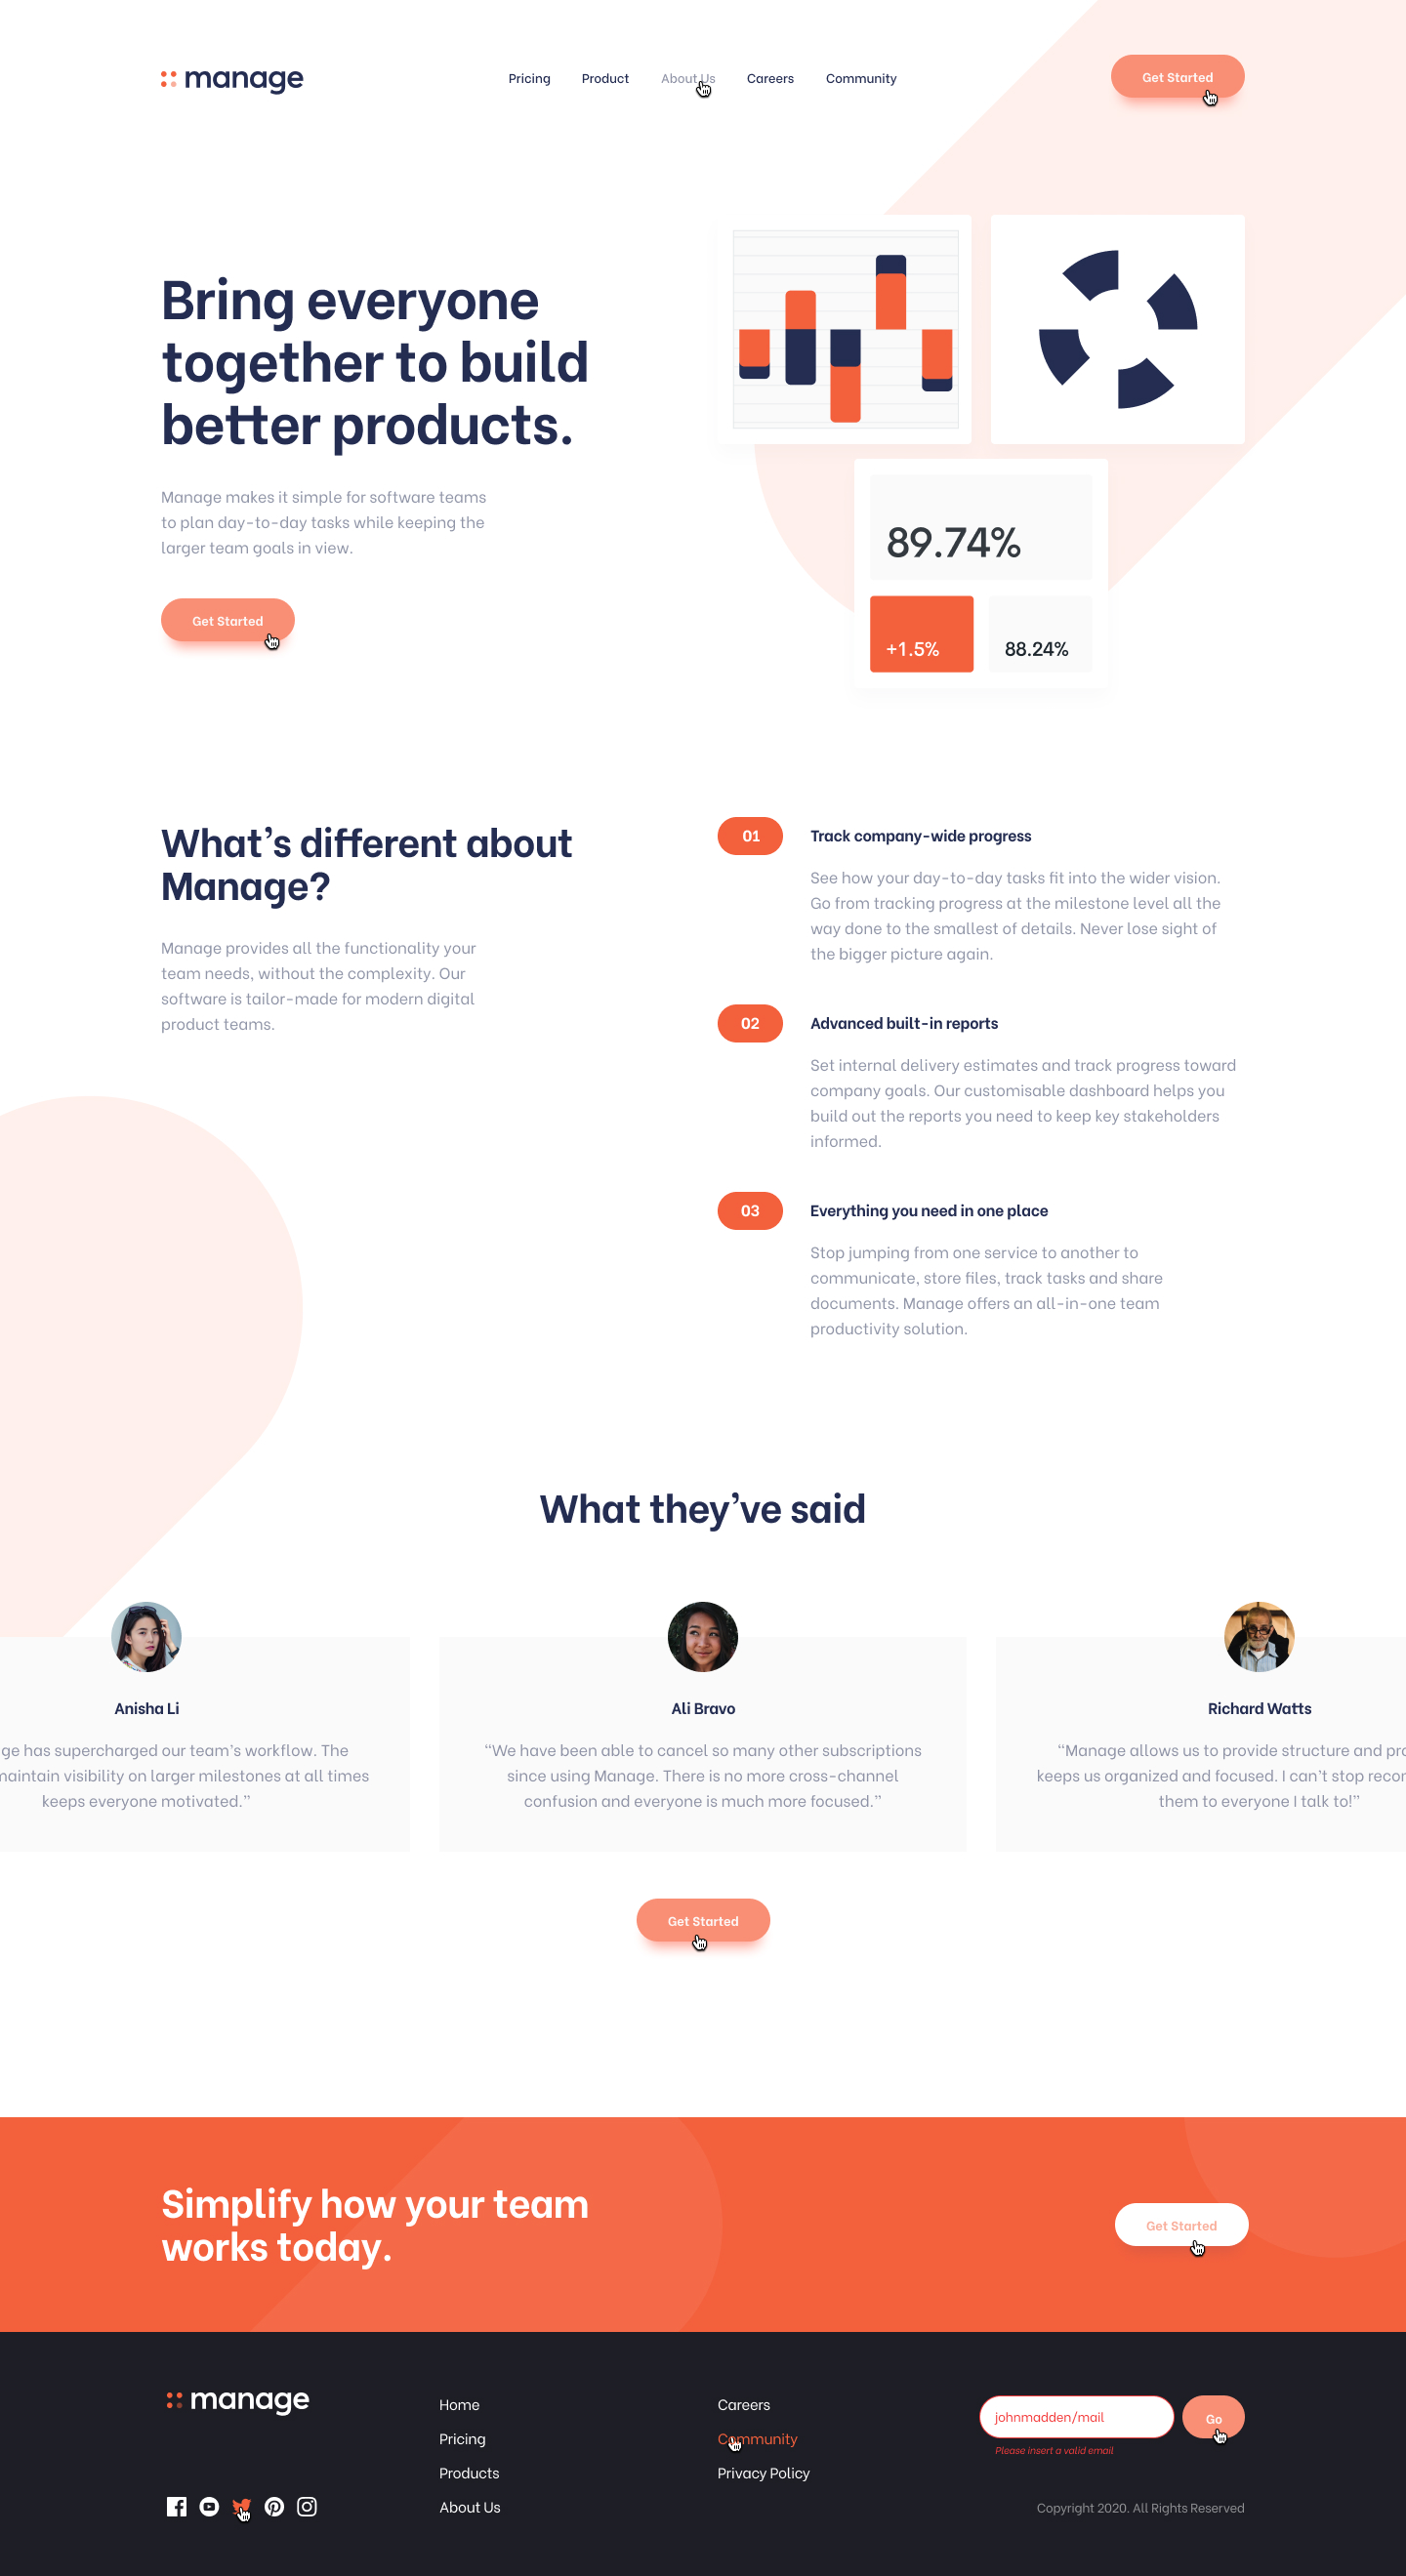 manage
Pricing Product About Us Careers Community
Get Started
Bring everyone
together to build
better products.
Manage makes it simple for software teams
to plan day-to-day tasks while keeping the
larger team goals in view.
Get Started
89.74%
+1.5%
88.24%
What’s different about
Manage?
Manage provides all the functionality your
team needs, without the complexity. Our
software is tailor-made for modern digital
product teams.
01
Track company-wide progress
See how your day-to-day tasks fit into the wider vision.
Go from tracking progress at the milestone level all the
way done to the smallest of details. Never lose sight of
the bigger picture again.
02
Advanced built-in reports
Set internal delivery estimates and track progress toward
company goals. Our customisable dashboard helps you
build out the reports you need to keep key stakeholders
informed.
03
Everything you need in one place
Stop jumping from one service to another to
communicate, store files, track tasks and share
documents. Manage offers an all-in-one team
productivity solution.
What they’ve said
Anisha Li
ge has supercharged our team’s workflow. The
maintain visibility on larger milestones at all times
keeps everyone motivated.”
Ali Bravo
“We have been able to cancel so many other subscriptions
since using Manage. There is no more cross-channel
confusion and everyone is much more focused.”
Richard Watts
“Manage allows us to provide structure and pro
keeps us organized and focused. I can’t stop recor
them to everyone I talk to!”
Get Started
Simplify how your team
works today.
Get Started
manage
Home
Pricing
Products
About Us
Careers
Community
Privacy Policy
johnmadden/mail
Go
Please insert a valid email
Copyright 2020. All Rights Reserved